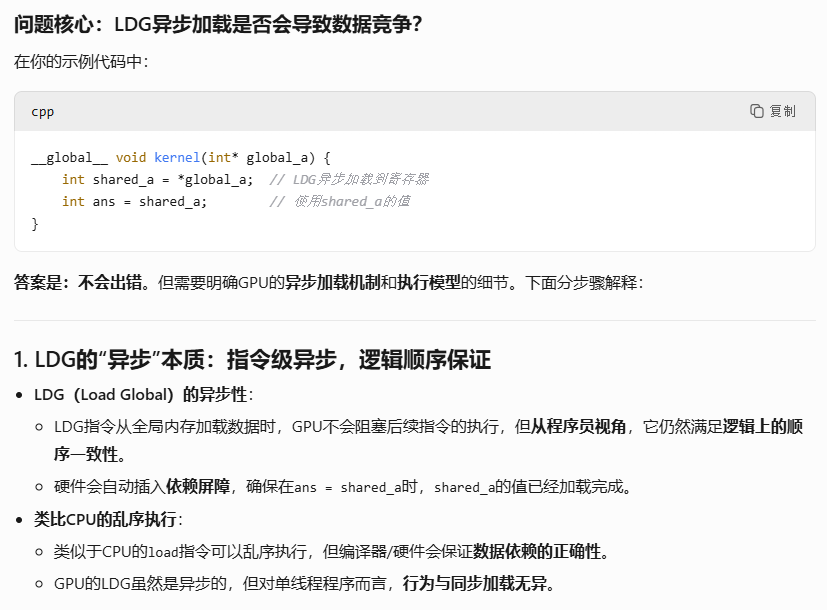 问题核心：LDG异步加载是否会导致数据竞争？
在你的示例代码中：
cpp
复制
__global__ void kernel(int* global_a) {
    int shared_a = *global_a;  // LDG异步加载到寄存器
    int ans = shared_a;        // 使用shared_a的值
}
答案是：不会出错。但需要明确GPU的异步加载机制和执行模型的细节。下面分步骤解释：
1. LDG的“异步”本质：指令级异步，逻辑顺序保证
• LDG（Load Global）的异步性：
○ LDG指令从全局内存加载数据时，GPU不会阻塞后续指令的执行，但从程序员视角，它仍然满足逻辑上的顺
序一致性。
○ 硬件会自动插入依赖屏障，确保在ans = shared_a时，shared_a的值已经加载完成。
• 类比CPU的乱序执行：
○ 类似于CPU的load指令可以乱序执行，但编译器/硬件会保证数据依赖的正确性。
○ GPU的LDG虽然是异步的，但对单线程程序而言，行为与同步加载无异。